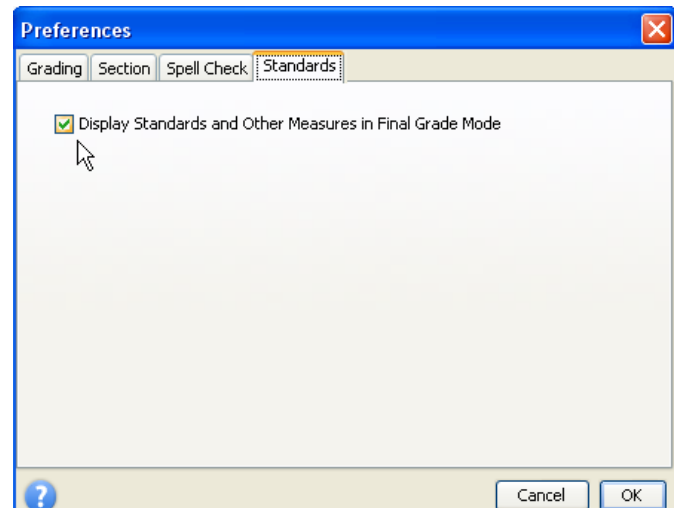 Preferences
Grading Section Spell Check Standards
Display Standards and Other Measures in Final Grade Mode
? Cancel OK